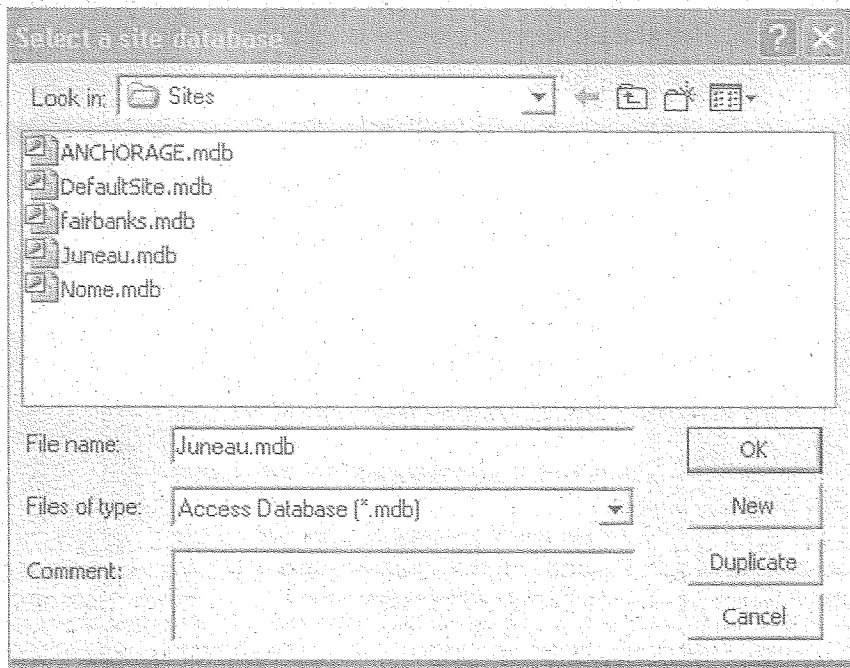 Select a site database
Look in: Sites
ANCHORAGE.mdb
DefaultSite.mdb
fairbanks.mdb
Juneau.mdb
Nome.mdb
File name: Juneau.mdb
OK
Files of type: Access Database (*.mdb)
New
Comment:
Duplicate
Cancel